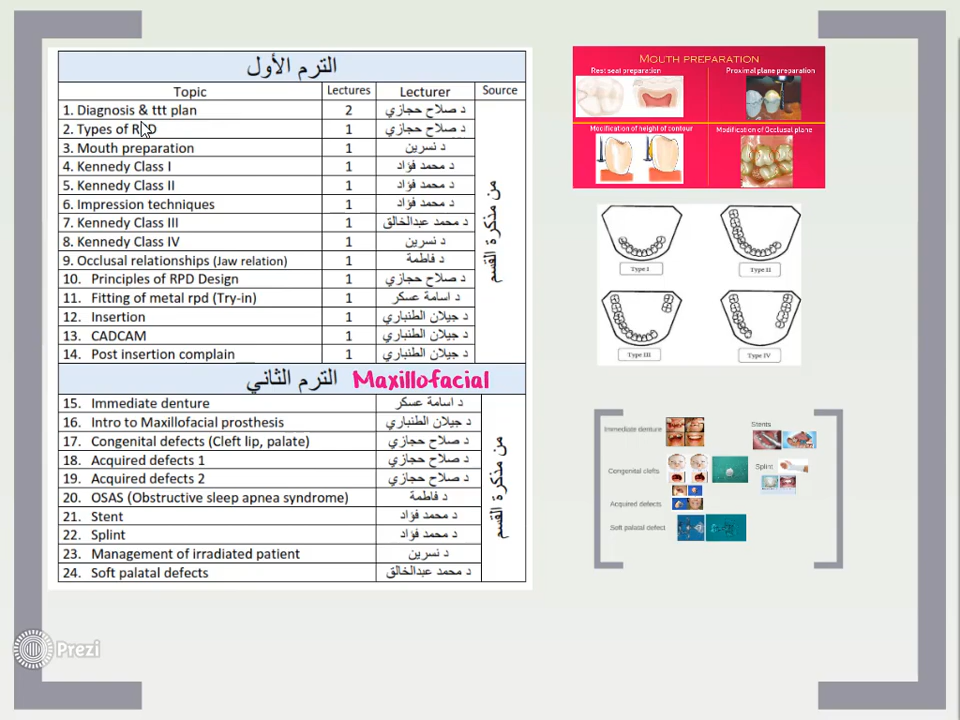 الترم الأول
Topic Lectures Lecturer Source
1. Diagnosis & ttt plan 2 د صلاح حجازي
2. Types of RPD 1 د صلاح حجازي
3. Mouth preparation 1 د نسرين
4. Kennedy Class I 1 د محمد فؤاد
5. Kennedy Class II 1 د محمد فؤاد
6. Impression techniques 1 د محمد فؤاد
7. Kennedy Class III 1 د محمد عبدالخالق
8. Kennedy Class IV 1 د نسرين
9. Occlusal relationships (Jaw relation) 1 د فاطمة
10. Principles of RPD Design 1 د صلاح حجازي
11. Fitting of metal rpd (Try-in) 1 د اسامة عسكر
12. Insertion 1 د جيلان الطنباري
13. CADCAM 1 د جيلان الطنباري
14. Post insertion complain 1 د جيلان الطنباري
من مذكرة القسم
الترم الثاني Maxillofacial
15. Immediate denture د اسامة عسكر
16. Intro to Maxillofacial prosthesis د جيلان الطنباري
17. Congenital defects (Cleft lip, palate) د صلاح حجازي
18. Acquired defects 1 د صلاح حجازي
19. Acquired defects 2 د صلاح حجازي
20. OSAS (Obstructive sleep apnea syndrome) د فاطمة
21. Stent د محمد فؤاد
22. Splint د محمد فؤاد
23. Management of irradiated patient د نسرين
24. Soft palatal defects د محمد عبدالخالق
من مذكرة القسم
MOUTH PREPARATION
Rest seat preparation
Proximal plane preparation
Modification of height of contour
Modification of Occlusal plane
Type I
Type II
Type III
Type IV
Immediate denture
Stents
Congenital clefts
Splint
Acquired defects
Soft palatal defect
Prezi